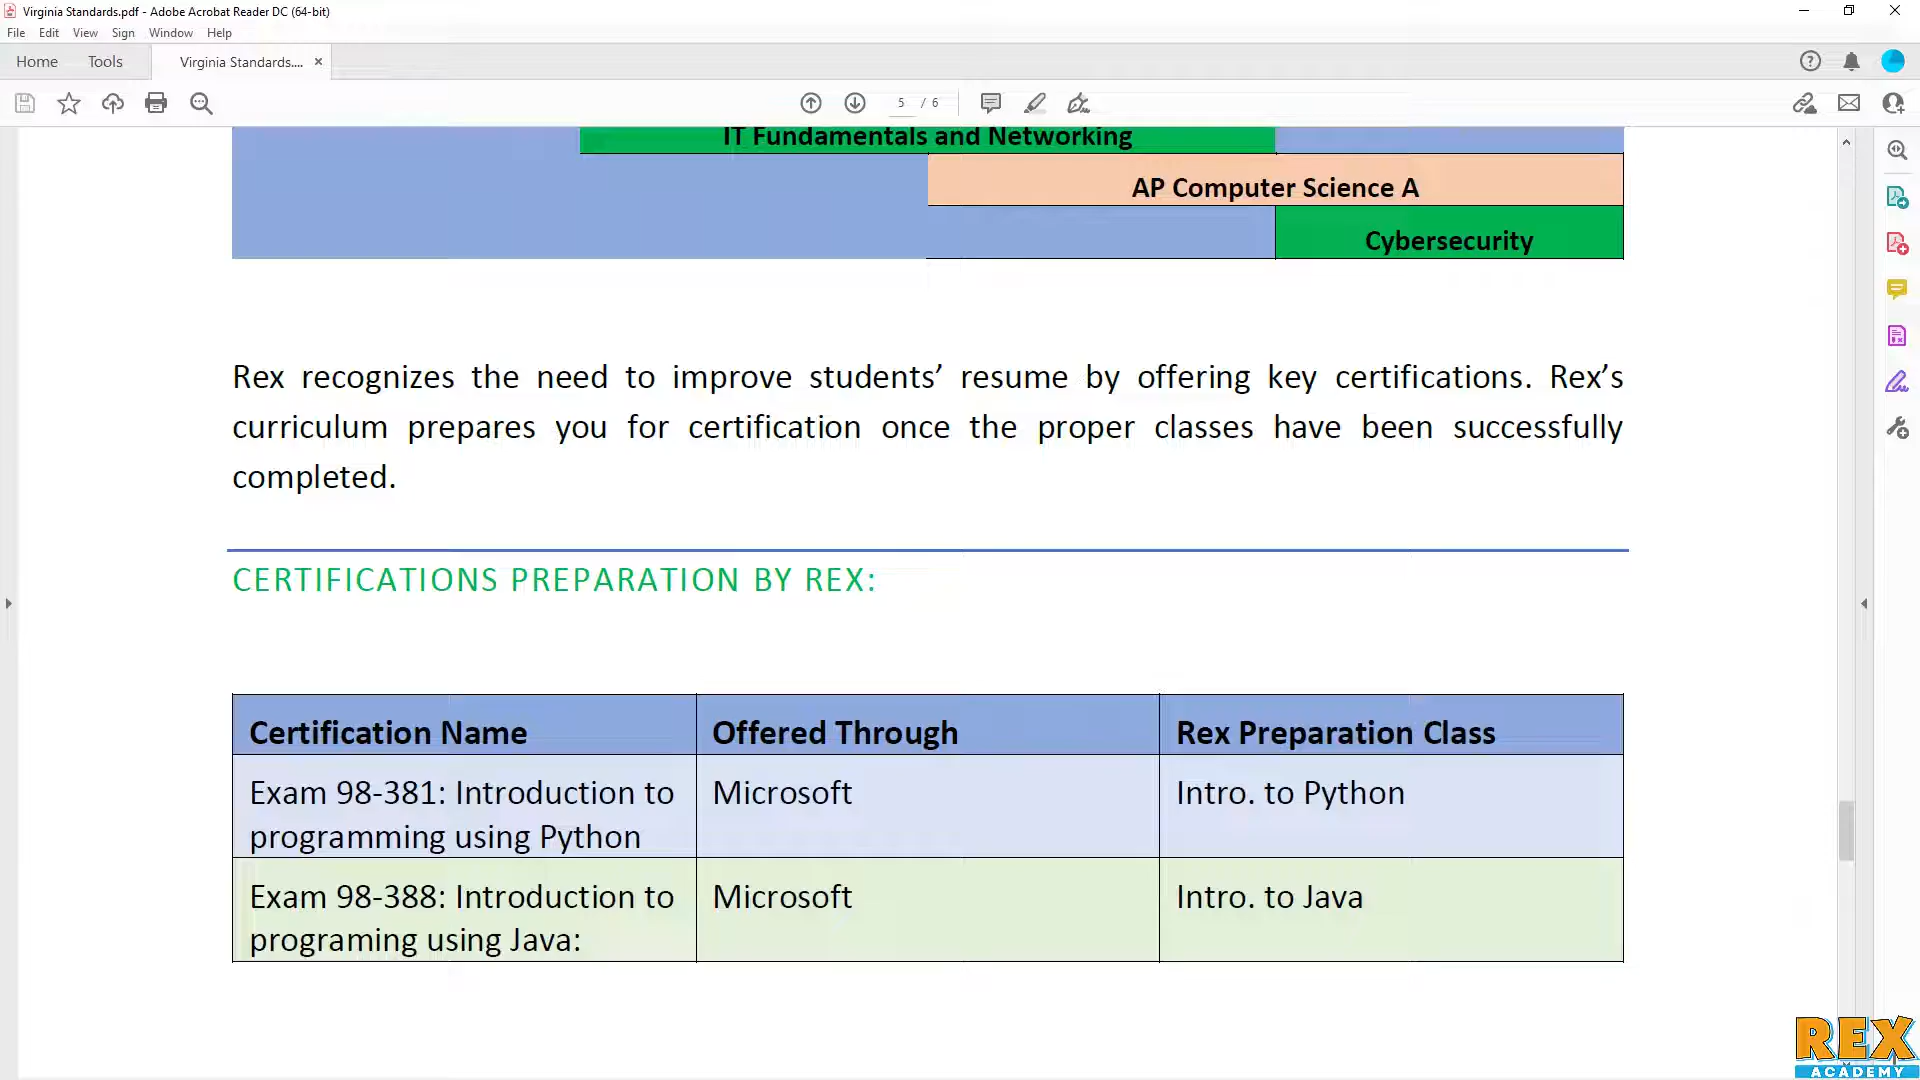 Virginia Standards.pdf - Adobe Acrobat Reader DC (64-bit)
File Edit View Sign Window Help
Home Tools Virginia Standards....
5 / 6
IT Fundamentals and Networking
AP Computer Science A
Cybersecurity
Rex recognizes the need to improve students’ resume by offering key certifications. Rex’s
curriculum prepares you for certification once the proper classes have been successfully
completed.
CERTIFICATIONS PREPARATION BY REX:
Certification Name Offered Through Rex Preparation Class
Exam 98-381: Introduction to Microsoft Intro. to Python
programming using Python
Exam 98-388: Introduction to Microsoft Intro. to Java
programing using Java:
REX
ACADEMY